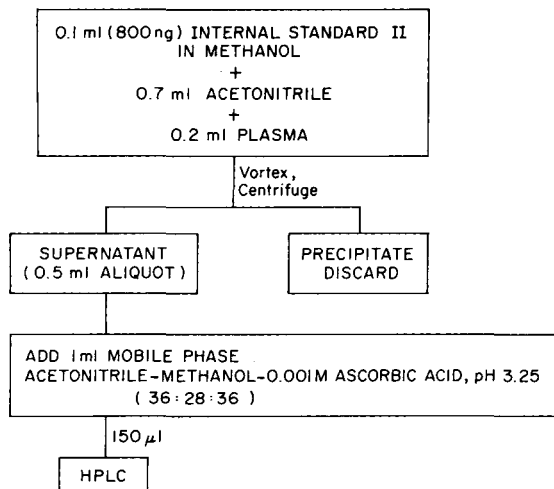 0.1 ml (800 ng) INTERNAL STANDARD II
IN METHANOL
+
0.7 ml ACETONITRILE
+
0.2 ml PLASMA
Vortex,
Centrifuge
SUPERNATANT
(0.5 ml ALIQUOT)
PRECIPITATE
DISCARD
ADD 1ml MOBILE PHASE
ACETONITRILE-METHANOL-0.001M ASCORBIC ACID, pH 3.25
(36:28:36)
150 μl
HPLC